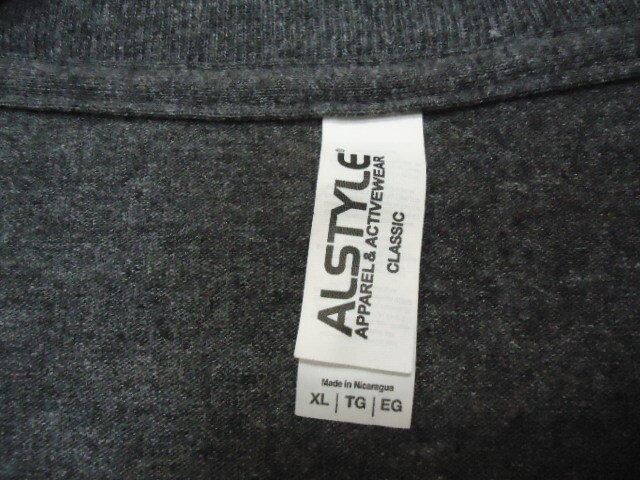 ALSTYLE
APPAREL & ACTIVEWEAR
CLASSIC
Made in Nicaragua
XL | TG | EG